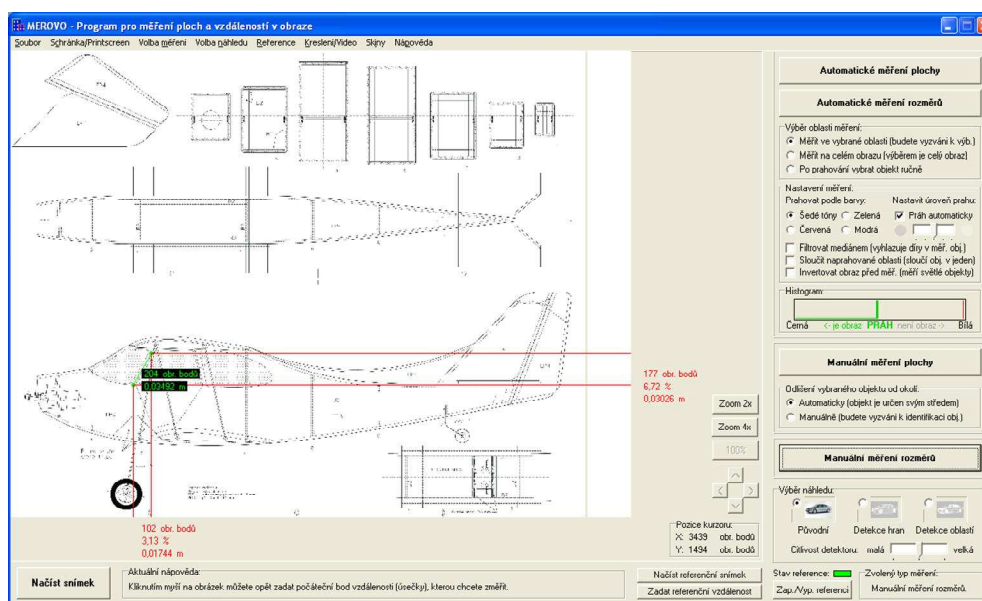 MEROVO - Program pro měření ploch a vzdáleností v obraze
Soubor Schránka/Printscreen Volba měření Volba náhledu Reference Kreslení/Video Skiny Nápověda
Automatické měření plochy
Automatické měření rozměrů
Výběr oblasti měření:
Měřit ve vybrané oblasti (budete vyzváni k výb.)
Měřit na celém obrazu (výběrem je celý obraz)
Po prahování vybrat objekt ručně
Nastavení měření:
Prahovat podle barvy: Nastavit úroveň prahu:
Šedé tóny Zelená Práh automaticky
Červená Modrá
Filtrovat mediánem (vyhlazuje díry v měř. obj.)
Sloučit naprahované oblasti (sloučí obj. v jeden)
Invertovat obraz před měř. (měří světlé objekty)
Histogram:
Černá <- je obraz PRÁH není obraz -> Bílá
Manuální měření plochy
Odlišení vybraného objektu od okolí:
Automaticky (objekt je určen svým středem)
Manuálně (budete vyzváni k identifikaci obj.)
Manuální měření rozměrů
Výběr náhledu:
Původní Detekce hran Detekce oblastí
Citlivost detektoru: malá velká
204 obr. bodů
0,03492 m
177 obr. bodů
6,72 %
0,03026 m
Zoom 2x
Zoom 4x
100%
102 obr. bodů
3,13 %
0,01744 m
Pozice kurzoru:
X: 3439 obr. bodů
Y: 1494 obr. bodů
Načíst snímek
Aktuální nápověda:
Kliknutím myší na obrázek můžete opět zadat počáteční bod vzdálenosti (úsečky), kterou chcete změřit.
Načíst referenční snímek
Zadat referenční vzdálenost
Stav reference:
Zap./Vyp. referenci
Zvolený typ měření:
Manuální měření rozměrů.